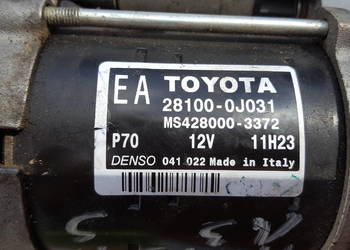 EA TOYOTA
28100-0J031
MS428000-3372
P70 12V 11H23
DENSO 041 022 Made in Italy